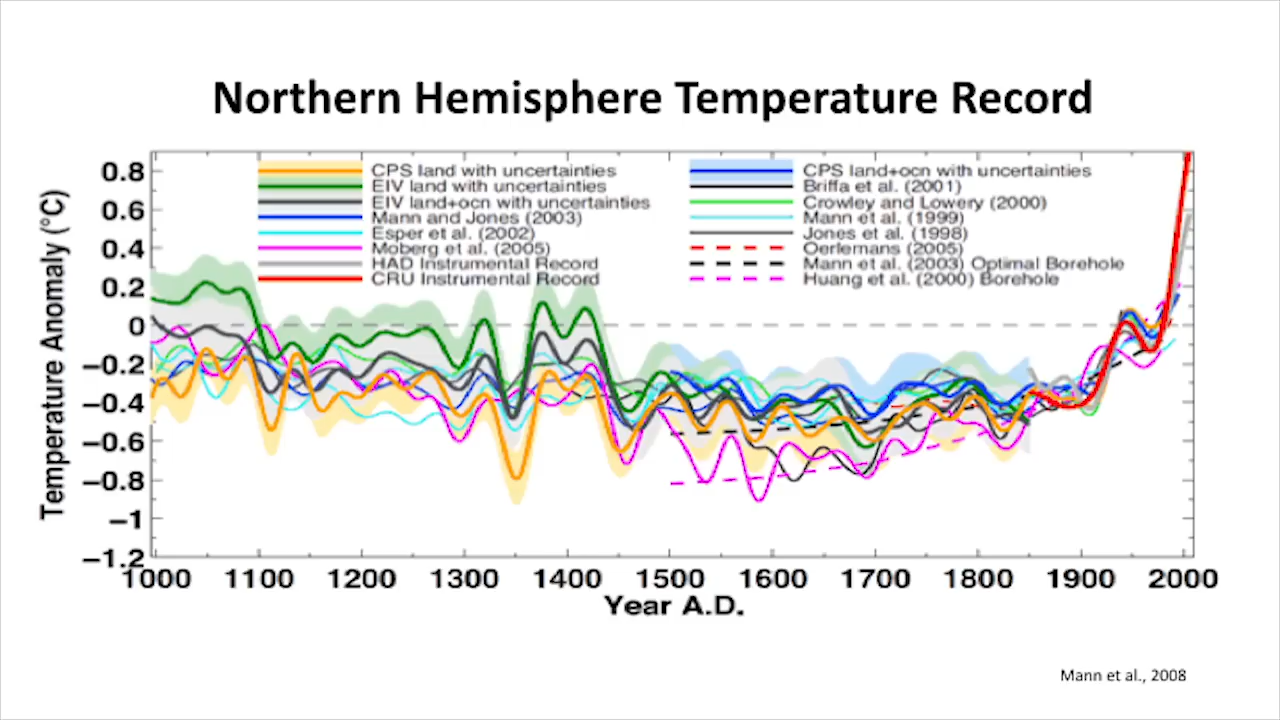 Northern Hemisphere Temperature Record
CPS land with uncertainties
EIV land with uncertainties
EIV land+ocn with uncertainties
Mann and Jones (2003)
Esper et al. (2002)
Moberg et al. (2005)
HAD Instrumental Record
CRU Instrumental Record
CPS land+ocn with uncertainties
Briffa et al. (2001)
Crowley and Lowery (2000)
Mann et al. (1999)
Jones et al. (1998)
Oerlemans (2005)
Mann et al. (2003) Optimal Borehole
Huang et al. (2000) Borehole
Temperature Anomaly (°C)
0.8
0.6
0.4
0.2
0
−0.2
−0.4
−0.6
−0.8
−1
−1.2
1000 1100 1200 1300 1400 1500 1600 1700 1800 1900 2000
Year A.D.
Mann et al., 2008